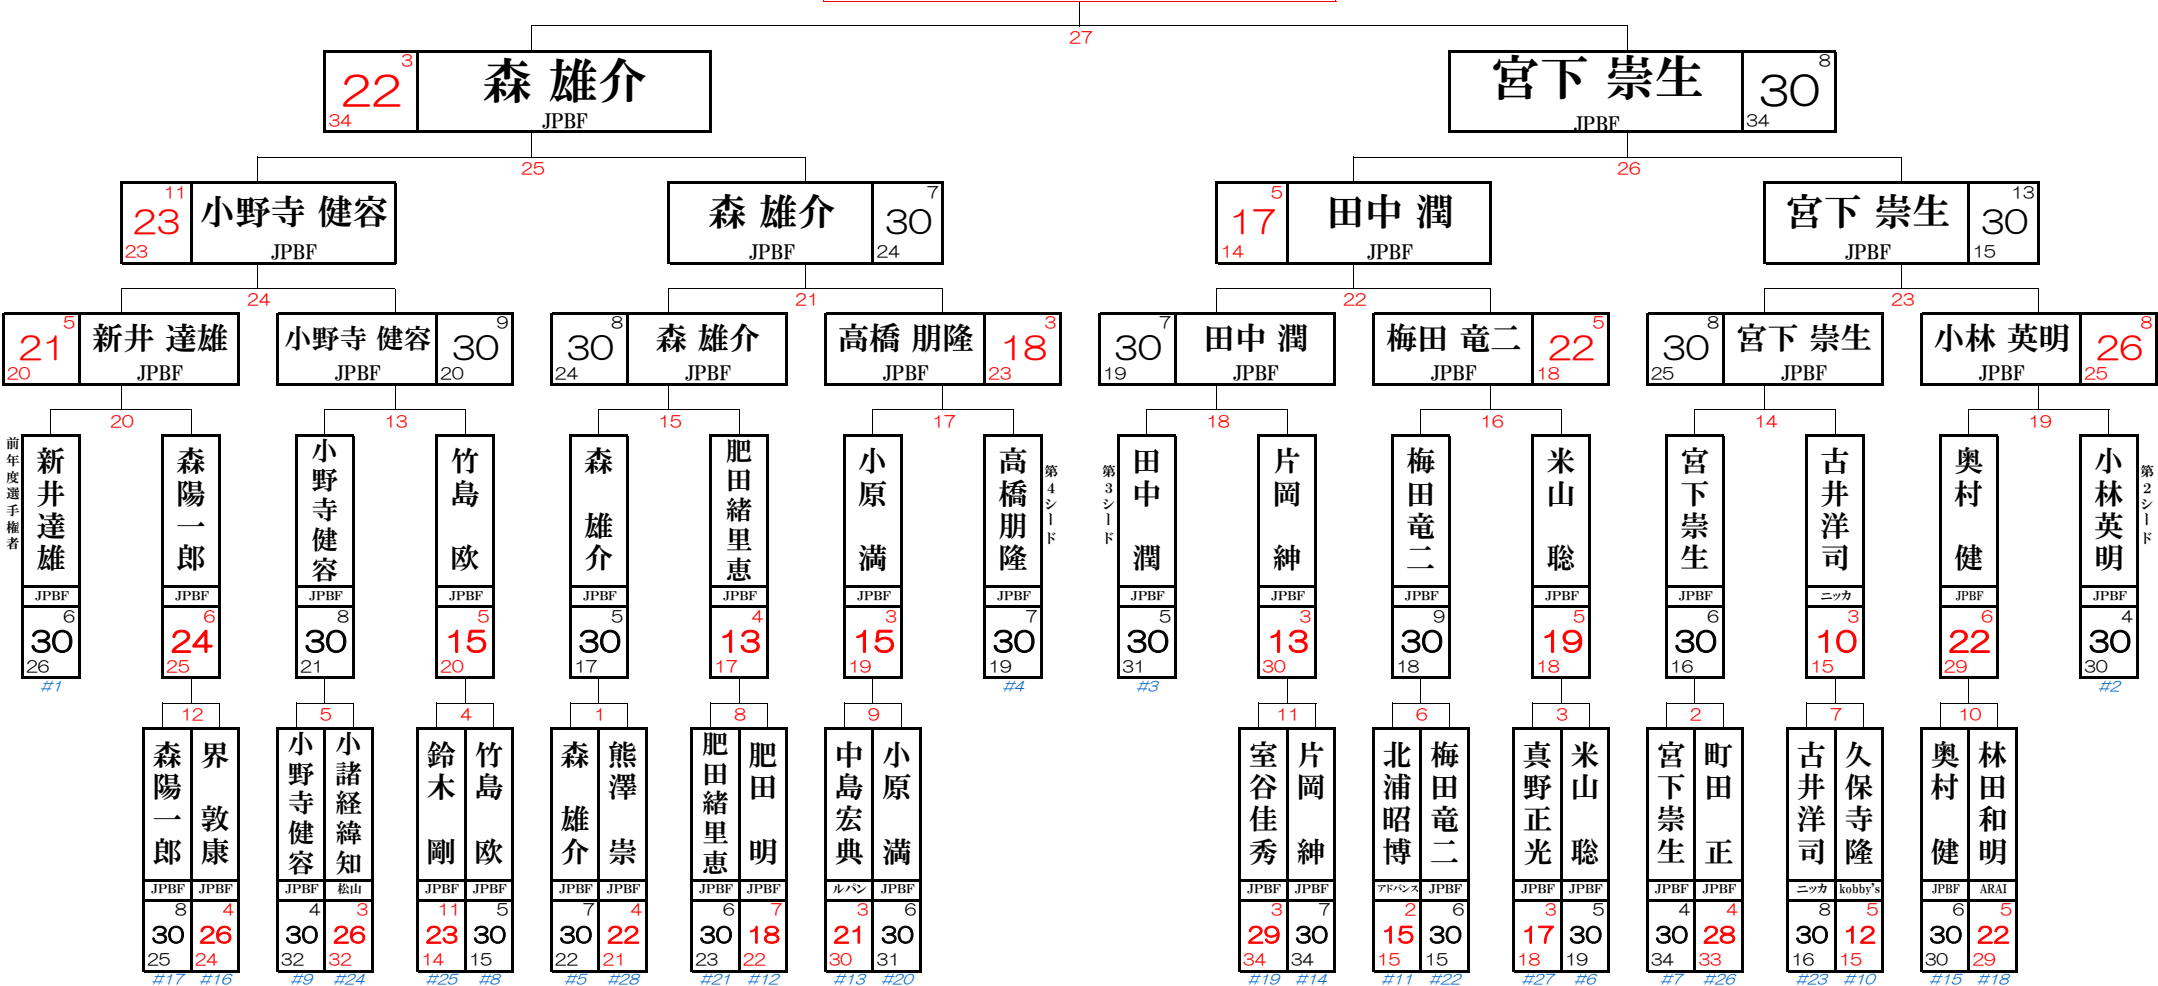 27
3
22
34
森 雄介
JPBF
宮下 崇生
JPBF
8
30
34
25
26
11
23
23
小野寺 健容
JPBF
森 雄介
JPBF
7
30
24
5
17
14
田中 潤
JPBF
宮下 崇生
JPBF
13
30
15
24
21
22
23
5
21
20
新井 達雄
JPBF
小野寺 健容
JPBF
9
30
20
8
30
24
森 雄介
JPBF
高橋 朋隆
JPBF
3
18
23
7
30
19
田中 潤
JPBF
梅田 竜二
JPBF
5
22
18
8
30
25
宮下 崇生
JPBF
小林 英明
JPBF
8
26
25
20
13
15
17
18
16
14
19
前年度選手権者
新井達雄
JPBF
6
30
26
#1
森陽一郎
JPBF
6
24
25
小野寺健容
JPBF
8
30
21
竹島 欧
JPBF
5
15
20
森 雄介
JPBF
5
30
17
肥田緒里恵
JPBF
4
13
17
小原 満
JPBF
3
15
19
高橋朋隆
JPBF
7
30
19
#4
第4シード
第3シード
田中 潤
JPBF
5
30
31
#3
片岡 紳
JPBF
3
13
30
梅田竜二
JPBF
9
30
18
米山 聡
JPBF
5
19
18
宮下崇生
JPBF
6
30
16
古井洋司
ニッカ
3
10
15
奥村 健
JPBF
6
22
29
小林英明
JPBF
4
30
30
#2
第2シード
12
5
4
1
8
9
11
6
3
2
7
10
森陽一郎
JPBF
8
30
25
#17
界 敦康
JPBF
4
26
24
#16
小野寺健容
JPBF
4
30
32
#9
小諸経緯知
松山
3
26
32
#24
鈴木 剛
JPBF
11
23
14
#25
竹島 欧
JPBF
5
30
15
#8
森 雄介
JPBF
7
30
22
#5
熊澤 崇
JPBF
4
22
21
#28
肥田緒里恵
JPBF
6
30
23
#21
肥田 明
JPBF
7
18
22
#12
中島宏典
ルパン
3
21
30
#13
小原 満
JPBF
6
30
31
#20
室谷佳秀
JPBF
3
29
34
#19
片岡 紳
JPBF
7
30
34
#14
北浦昭博
アドバンス
2
15
15
#11
梅田竜二
JPBF
6
30
15
#22
真野正光
JPBF
3
17
18
#27
米山 聡
JPBF
5
30
19
#6
宮下崇生
JPBF
4
30
34
#7
町田 正
JPBF
4
28
33
#26
古井洋司
ニッカ
8
30
16
#23
久保寺隆
kobby's
5
12
15
#10
奥村 健
JPBF
6
30
30
#15
林田和明
ARAI
5
22
29
#18